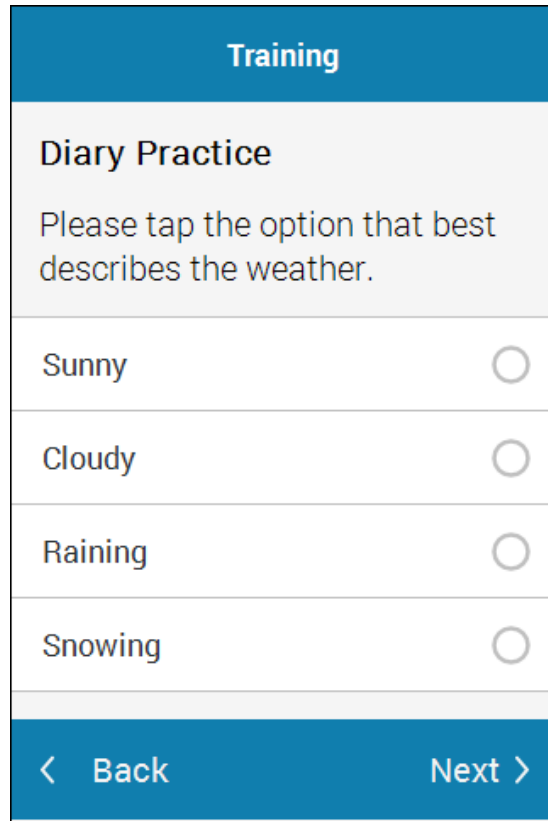 Training
Diary Practice
Please tap the option that best
describes the weather.
Sunny
Cloudy
Raining
Snowing
Back
Next